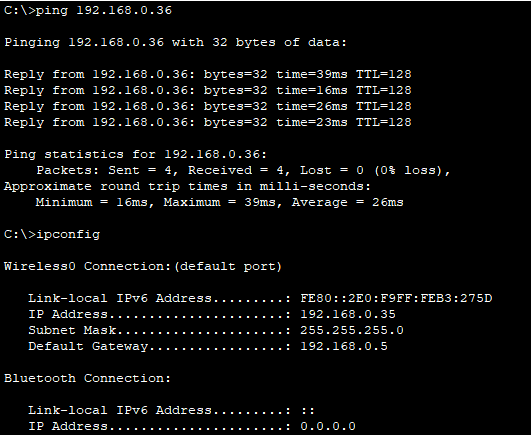 C:\>ping 192.168.0.36
Pinging 192.168.0.36 with 32 bytes of data:
Reply from 192.168.0.36: bytes=32 time=39ms TTL=128
Reply from 192.168.0.36: bytes=32 time=16ms TTL=128
Reply from 192.168.0.36: bytes=32 time=26ms TTL=128
Reply from 192.168.0.36: bytes=32 time=23ms TTL=128
Ping statistics for 192.168.0.36:
Packets: Sent = 4, Received = 4, Lost = 0 (0% loss),
Approximate round trip times in milli-seconds:
Minimum = 16ms, Maximum = 39ms, Average = 26ms
C:\>ipconfig
Wireless0 Connection:(default port)
Link-local IPv6 Address.........: FE80::2E0:F9FF:FEB3:275D
IP Address......................: 192.168.0.35
Subnet Mask.....................: 255.255.255.0
Default Gateway.................: 192.168.0.5
Bluetooth Connection:
Link-local IPv6 Address.........: ::
IP Address......................: 0.0.0.0